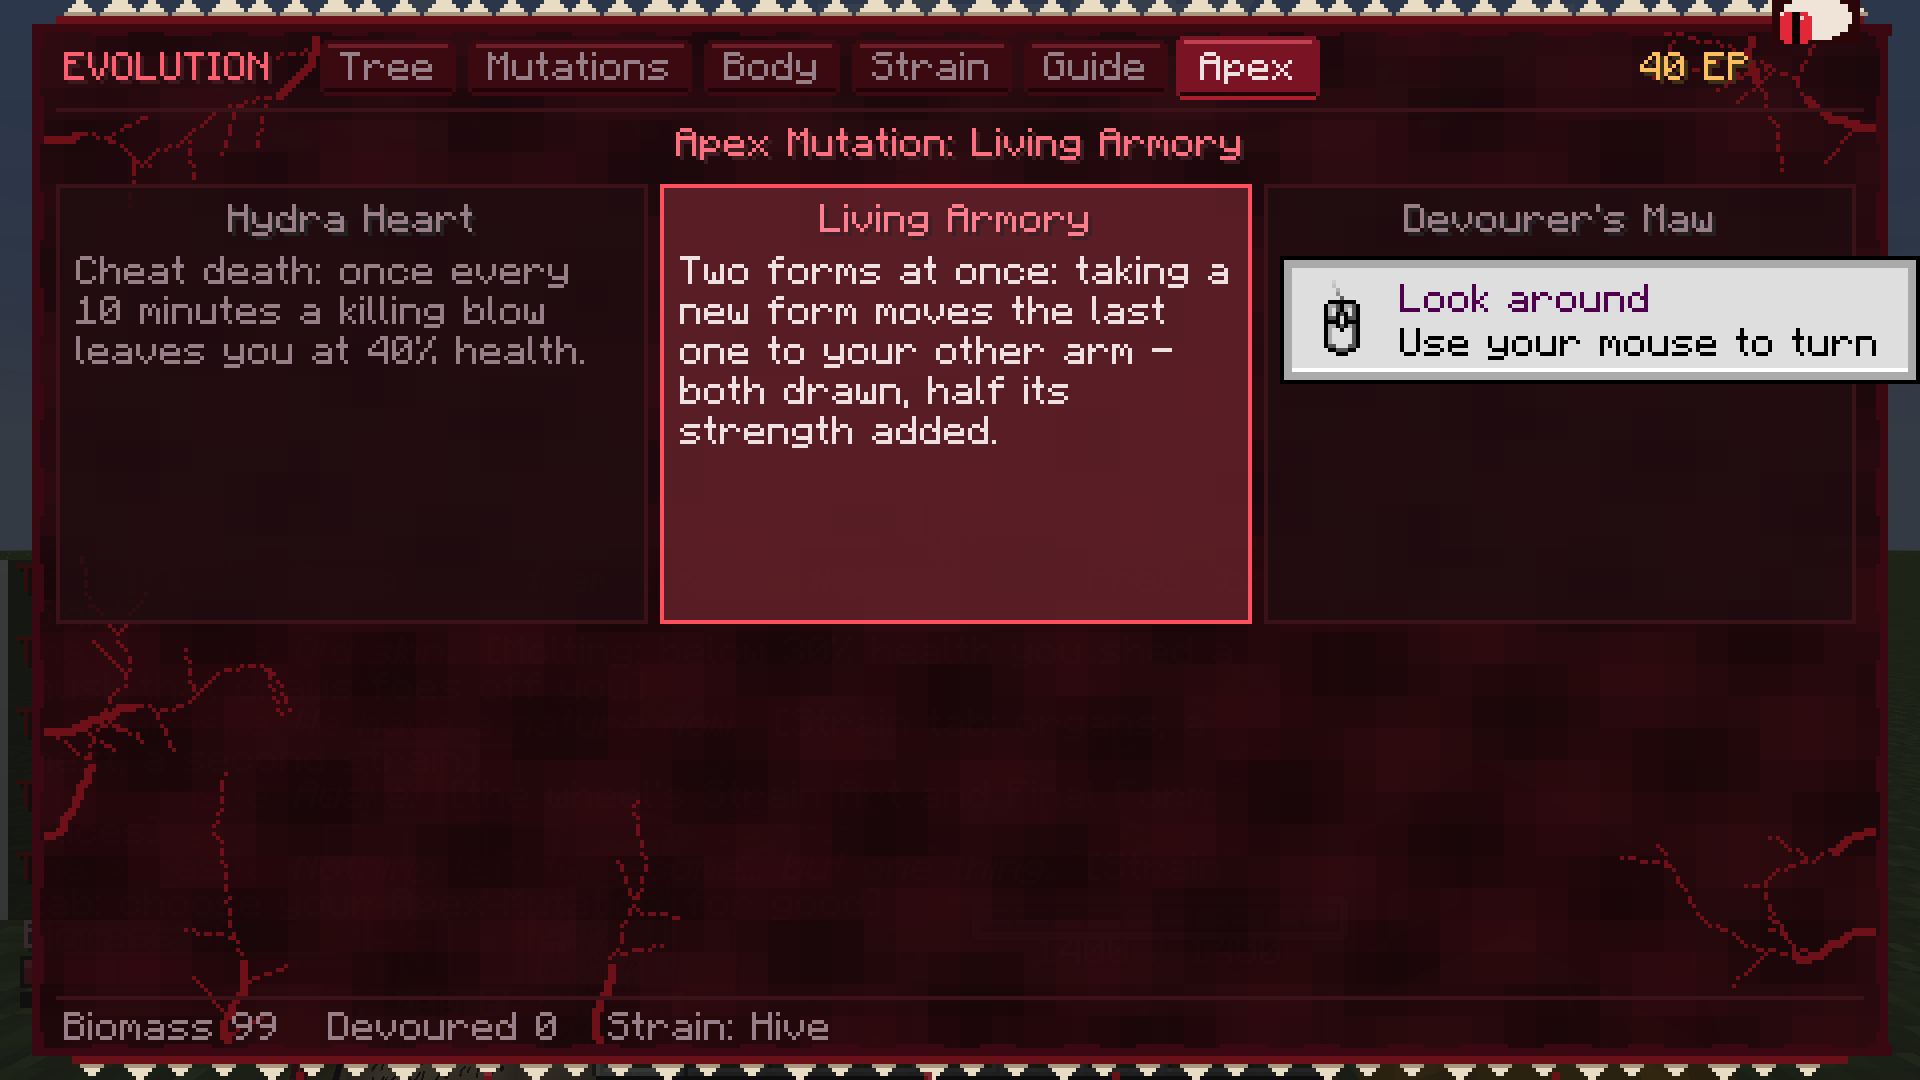 EVOLUTION Tree Mutations Body Strain Guide Apex 40 EP
Apex Mutation: Living Armory
Hydra Heart
Cheat death: once every
10 minutes a killing blow
leaves you at 40% health.
Living Armory
Two forms at once: taking a
new form moves the last
one to your other arm –
both drawn, half its
strength added.
Devourer's Maw
Look around
Use your mouse to turn
Biomass 99 Devoured 0 Strain: Hive